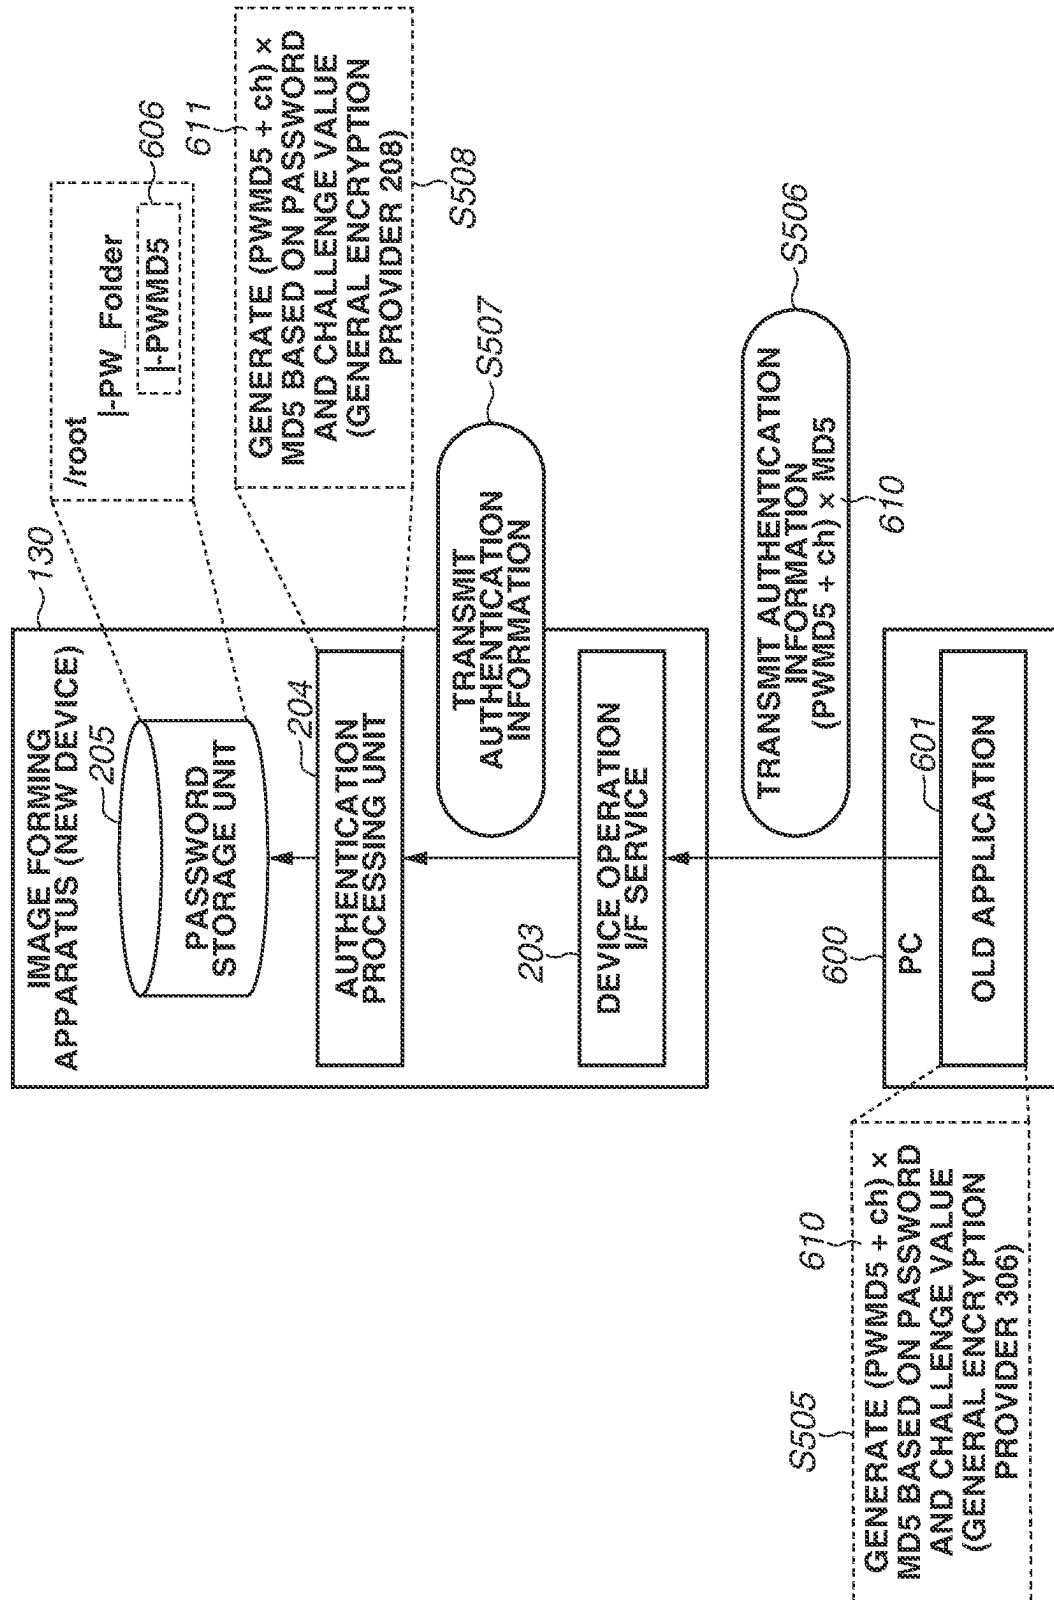 IMAGE FORMING
APPARATUS (NEW DEVICE)
130
205
PASSWORD
STORAGE UNIT
/root
|-PW_Folder
|-PWMD5
606
204
AUTHENTICATION
PROCESSING UNIT
611
GENERATE (PWMD5 + ch) ×
MD5 BASED ON PASSWORD
AND CHALLENGE VALUE
(GENERAL ENCRYPTION
PROVIDER 208)
S508
TRANSMIT
AUTHENTICATION
INFORMATION
S507
203
DEVICE OPERATION
I/F SERVICE
TRANSMIT AUTHENTICATION
INFORMATION
(PWMD5 + ch) × MD5
S506
610
600
PC
601
OLD APPLICATION
S505
610
GENERATE (PWMD5 + ch) ×
MD5 BASED ON PASSWORD
AND CHALLENGE VALUE
(GENERAL ENCRYPTION
PROVIDER 306)